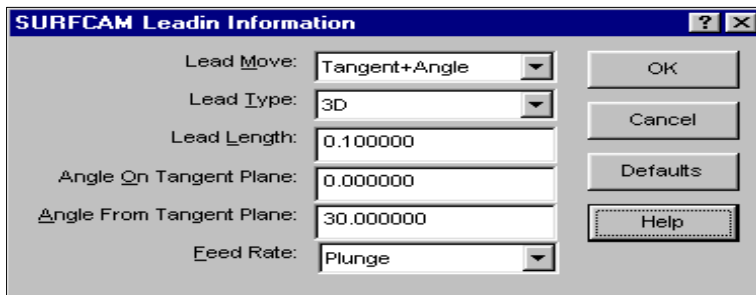 SURFCAM Leadin Information ? X
Lead Move: Tangent+Angle
Lead Type: 3D
Lead Length: 0.100000
Angle On Tangent Plane: 0.000000
Angle From Tangent Plane: 30.000000
Feed Rate: Plunge
OK
Cancel
Defaults
Help